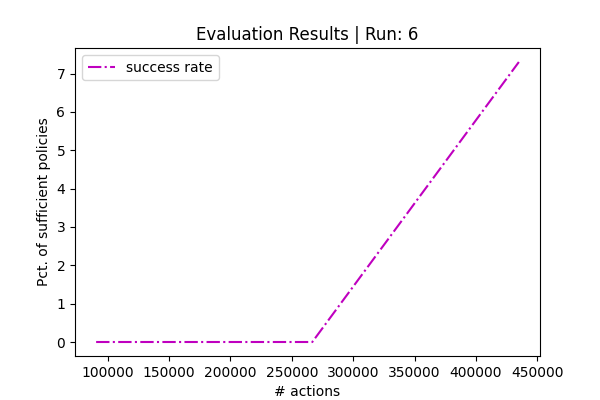 Evaluation Results | Run: 6
success rate
Pct. of sufficient policies
7
6
5
4
3
2
1
0
100000 150000 200000 250000 300000 350000 400000 450000
# actions